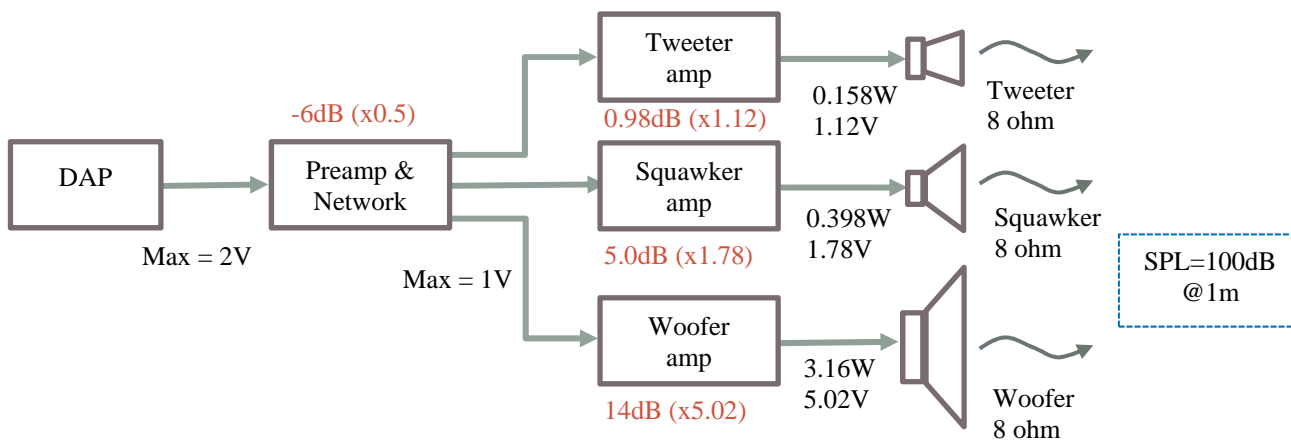 DAP
Max = 2V
-6dB (x0.5)
Preamp &
Network
Max = 1V
Tweeter
amp
0.98dB (x1.12)
0.158W
1.12V
Tweeter
8 ohm
Squawker
amp
5.0dB (x1.78)
0.398W
1.78V
Squawker
8 ohm
Woofer
amp
14dB (x5.02)
3.16W
5.02V
Woofer
8 ohm
SPL=100dB
@1m